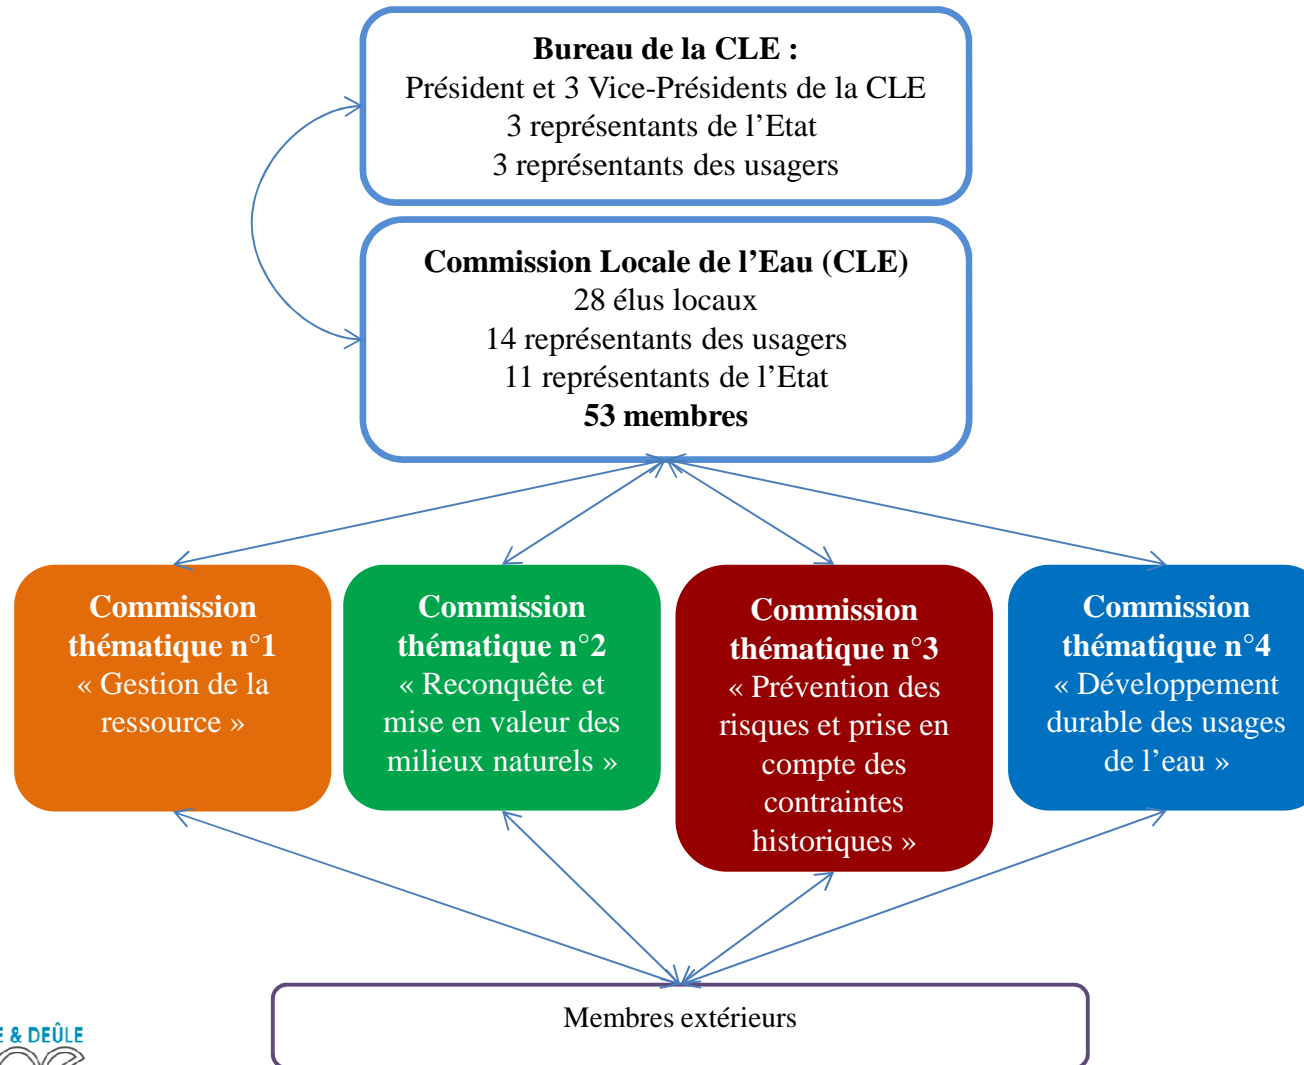 Bureau de la CLE :
Président et 3 Vice-Présidents de la CLE
3 représentants de l’Etat
3 représentants des usagers
Commission Locale de l’Eau (CLE)
28 élus locaux
14 représentants des usagers
11 représentants de l’Etat
53 membres
Commission
thématique n°1
« Gestion de la
ressource »
Commission
thématique n°2
« Reconquête et
mise en valeur des
milieux naturels »
Commission
thématique n°3
« Prévention des
risques et prise en
compte des
contraintes
historiques »
Commission
thématique n°4
« Développement
durable des usages
de l’eau »
Membres extérieurs
& DEÛLE